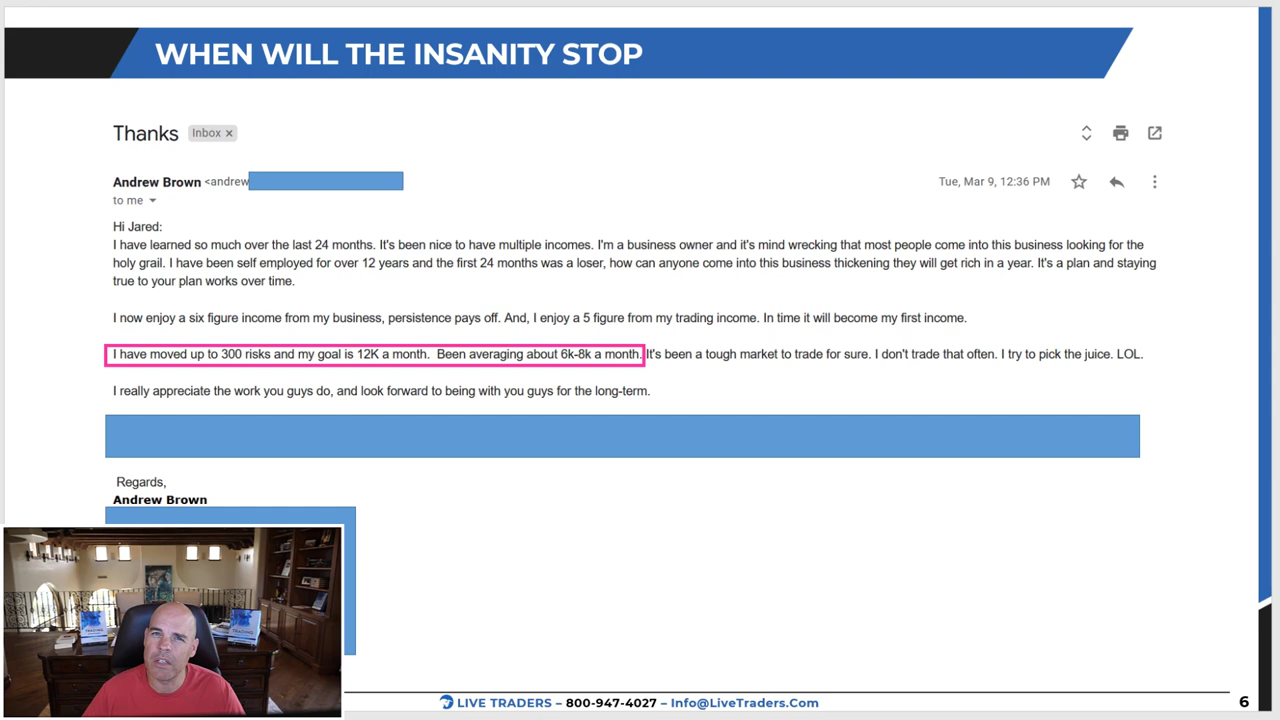 WHEN WILL THE INSANITY STOP
Thanks Inbox x
Andrew Brown <andrew
Tue, Mar 9, 12:36 PM
to me
Hi Jared:
I have learned so much over the last 24 months. It's been nice to have multiple incomes. I'm a business owner and it's mind wrecking that most people come into this business looking for the
holy grail. I have been self employed for over 12 years and the first 24 months was a loser, how can anyone come into this business thickening they will get rich in a year. It's a plan and staying
true to your plan works over time.
I now enjoy a six figure income from my business, persistence pays off. And, I enjoy a 5 figure from my trading income. In time it will become my first income.
I have moved up to 300 risks and my goal is 12K a month. Been averaging about 6k-8k a month. It's been a tough market to trade for sure. I don't trade that often. I try to pick the juice. LOL.
I really appreciate the work you guys do, and look forward to being with you guys for the long-term.
Regards,
Andrew Brown
TRADING
LIVE TRADERS – 800-947-4027 – Info@LiveTraders.Com
6